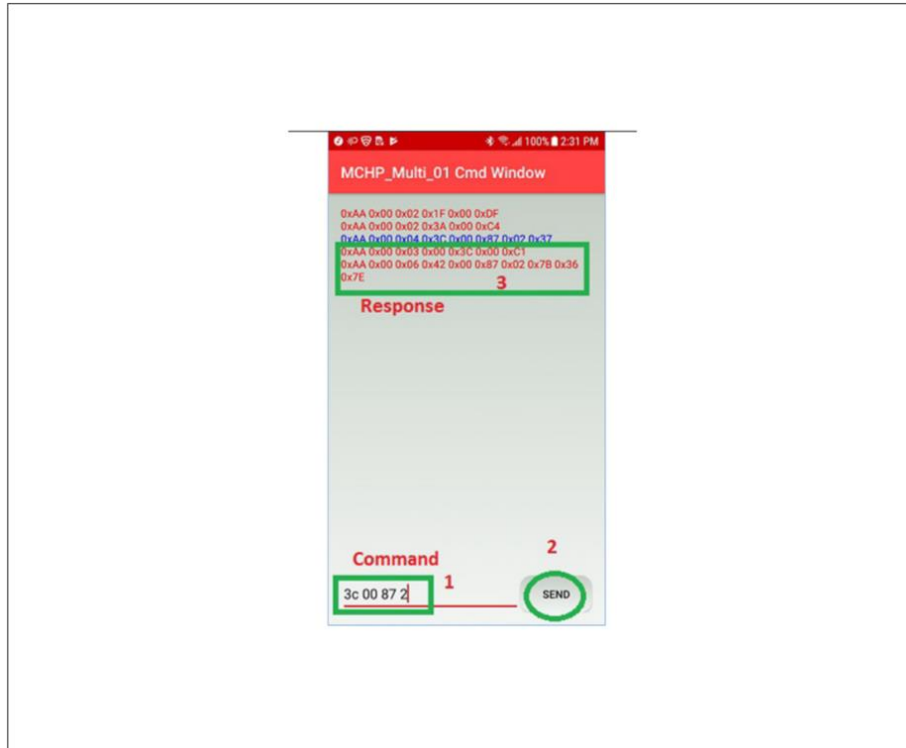 100% 2:31 PM
MCHP_Multi_01 Cmd Window
0xAA 0x00 0x02 0x1F 0x00 0xDF
0xAA 0x00 0x02 0x3A 0x00 0xC4
0xAA 0x00 0x04 0x3C 0x00 0x87 0x02 0x37
0xAA 0x00 0x03 0x00 0x3C 0x00 0xC1
0xAA 0x00 0x06 0x42 0x00 0x87 0x02 0x7B 0x36
0x7E
3
Response
2
Command
1
3c 00 87 2
SEND